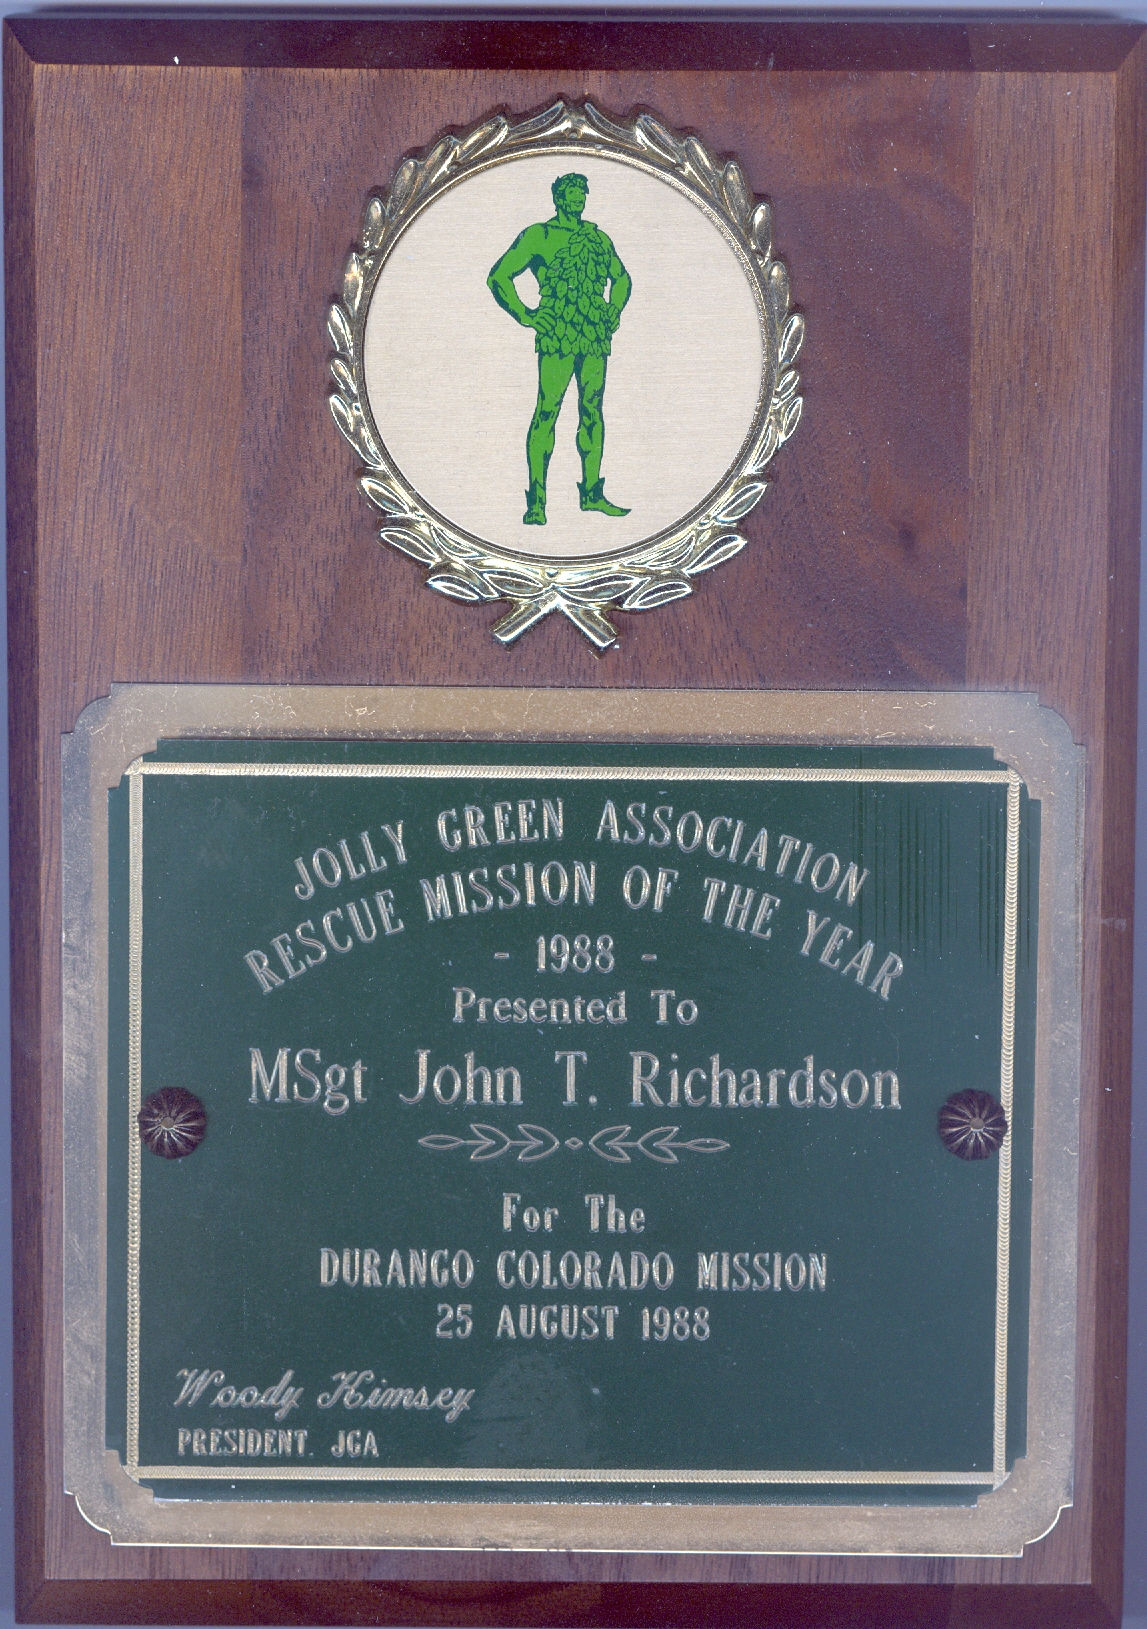 JOLLY GREEN ASSOCIATION
RESCUE MISSION OF THE YEAR
- 1988 -
Presented To
MSgt John T. Richardson
For The
DURANGO COLORADO MISSION
25 AUGUST 1988
Woody Kimsey
PRESIDENT. JGA